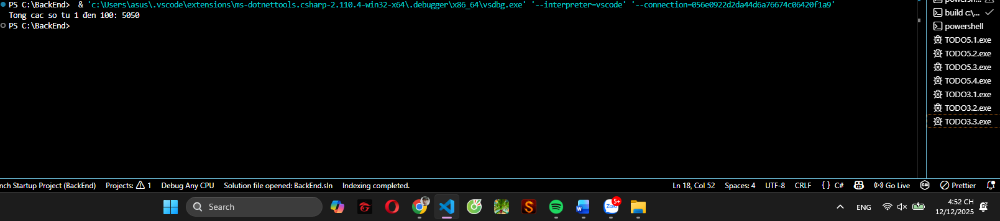 PS C:\BackEnd> & 'c:\Users\asus\.vscode\extensions\ms-dotnettools.csharp-2.110.4-win32-x64\.debugger\x86_64\vsdbg.exe' '--interpreter=vscode' '--connection=056e0922d2da44d6a76674c06420f1a9'
Tong cac so tu 1 đen 100: 5050
PS C:\BackEnd>
build c:\...
powershell
TODO5.1.exe
TODO5.2.exe
TODO5.3.exe
TODO5.4.exe
TODO3.1.exe
TODO3.2.exe
TODO3.3.exe
nch Startup Project (BackEnd) Projects: 1 Debug Any CPU Solution file opened: BackEnd.sln Indexing completed. Ln 18, Col 52 Spaces: 4 UTF-8 CRLF { } C# Go Live Prettier
Search 5+ ENG 4:52 CH
12/12/2025